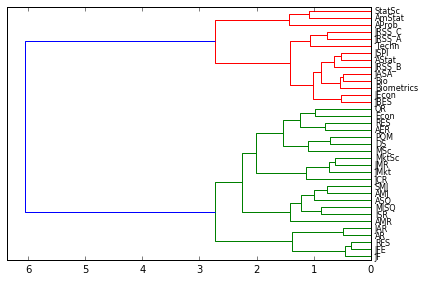 StatSc
AmStat
AProb
JRSS_C
JRSS_A
Techn
JSPI
AStat
JRSS_B
JASA
Bio
Biometrics
JEcon
JBES
OR
Econ
RES
AER
POM
DS
MSc
MktSc
JMR
JMkt
JCR
SMJ
AMJ
ASQ
MISQ
ISR
AMR
JAR
AR
RFS
JFE
JF
6 5 4 3 2 1 0